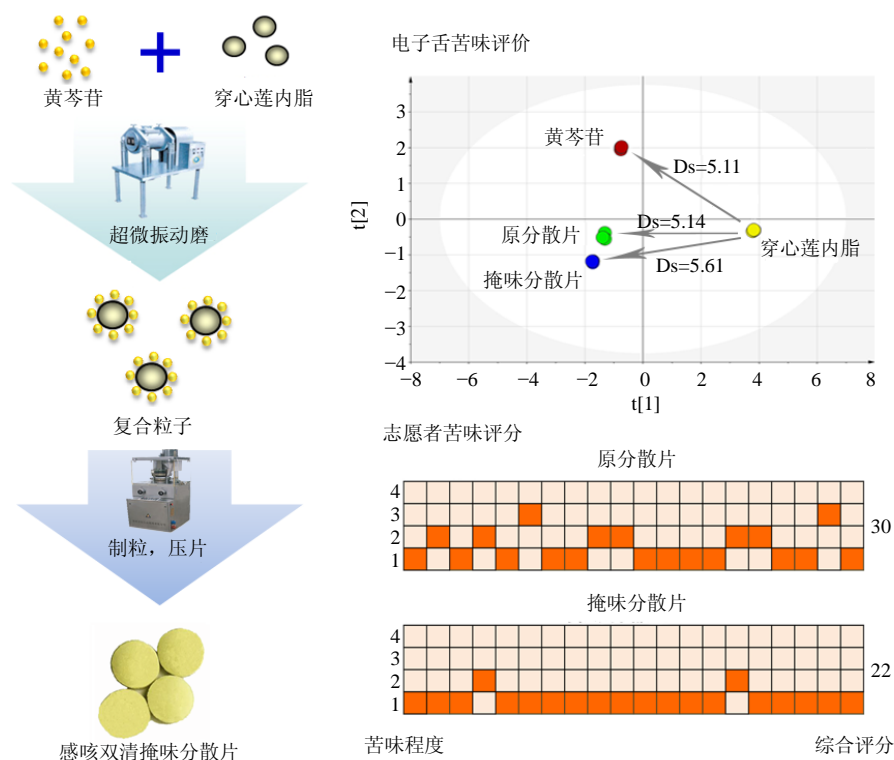 黄芩苷
穿心莲内脂
超微振动磨
复合粒子
制粒，压片
感咳双清掩味分散片
电子舌苦味评价
t[2]
3
2
1
0
−1
−2
−3
−4
−8
−6
−4
−2
0
2
4
6
8
t[1]
黄芩苷
Ds=5.11
原分散片
Ds=5.14
穿心莲内脂
掩味分散片
Ds=5.61
志愿者苦味评分
原分散片
4
3
2
1
30
掩味分散片
4
3
2
1
22
苦味程度
综合评分